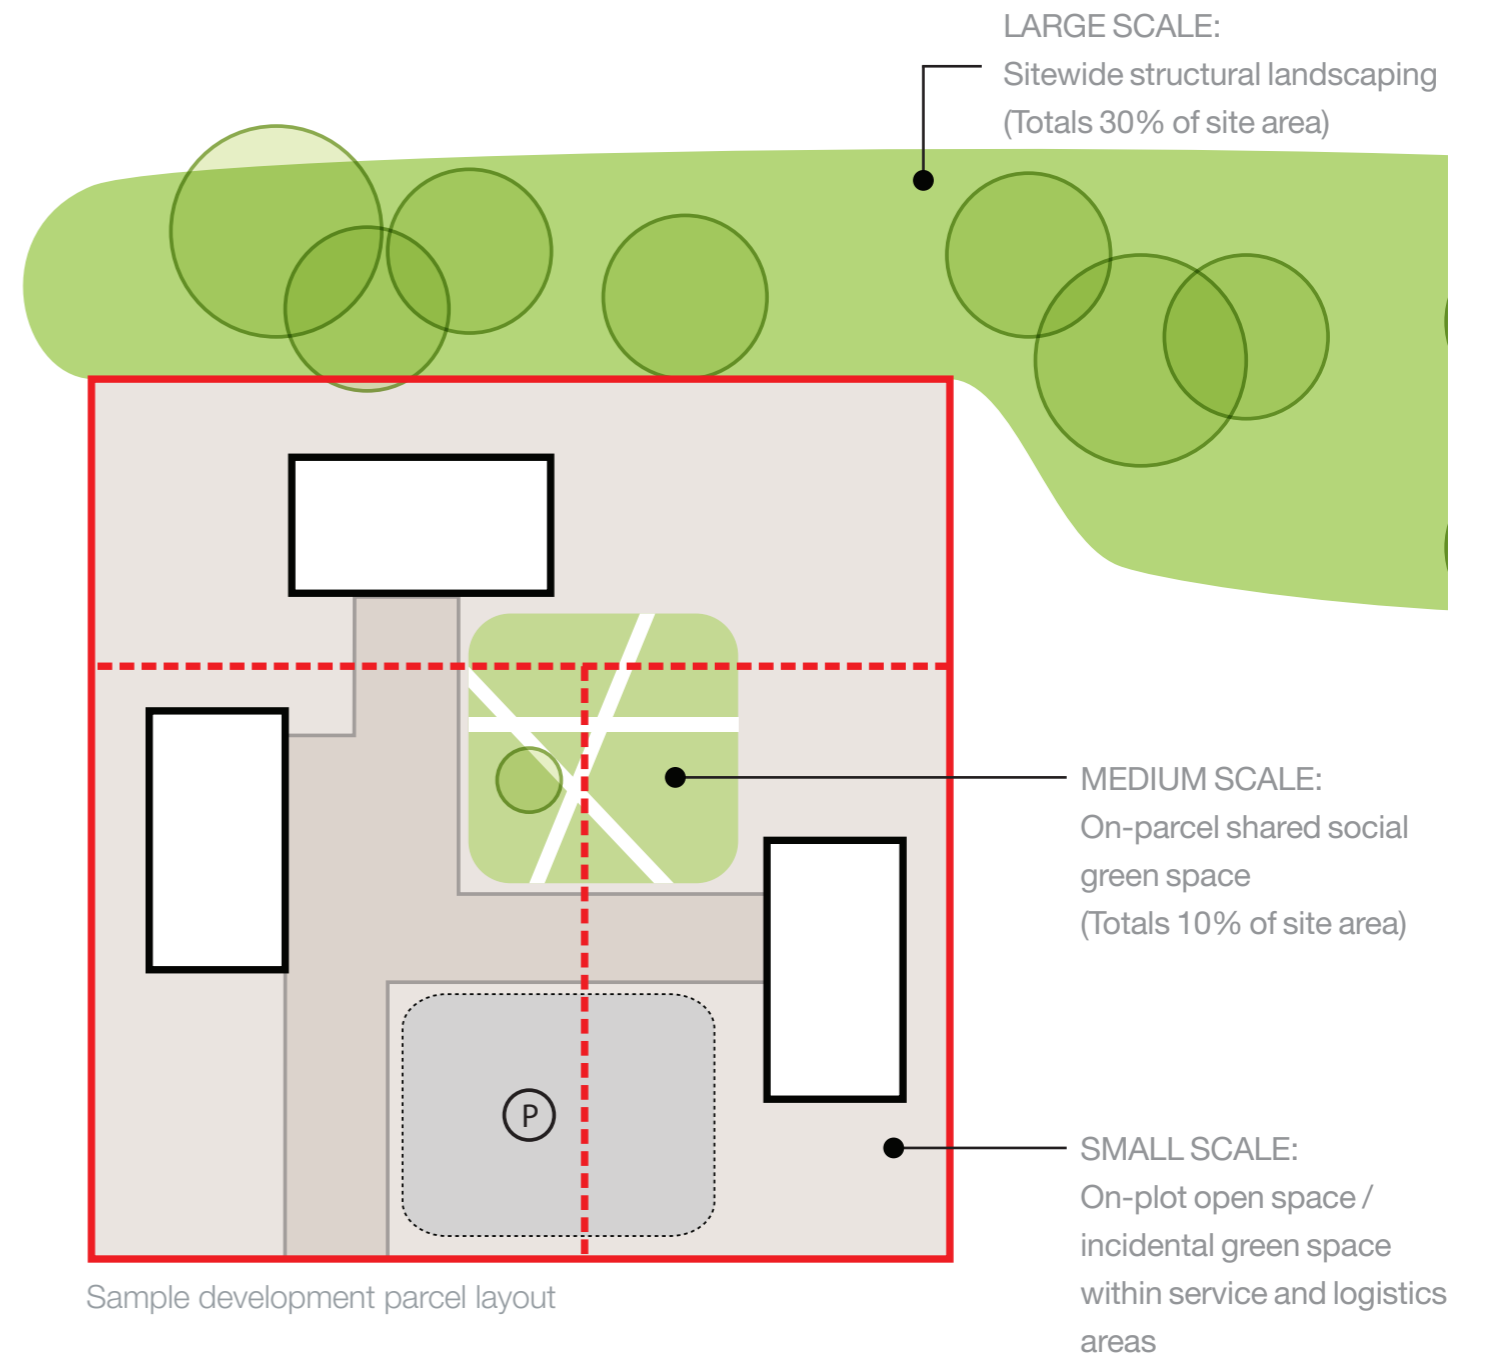 LARGE SCALE:
Sitewide structural landscaping
(Totals 30% of site area)
MEDIUM SCALE:
On-parcel shared social
green space
(Totals 10% of site area)
P
SMALL SCALE:
On-plot open space /
incidental green space
within service and logistics
areas
Sample development parcel layout